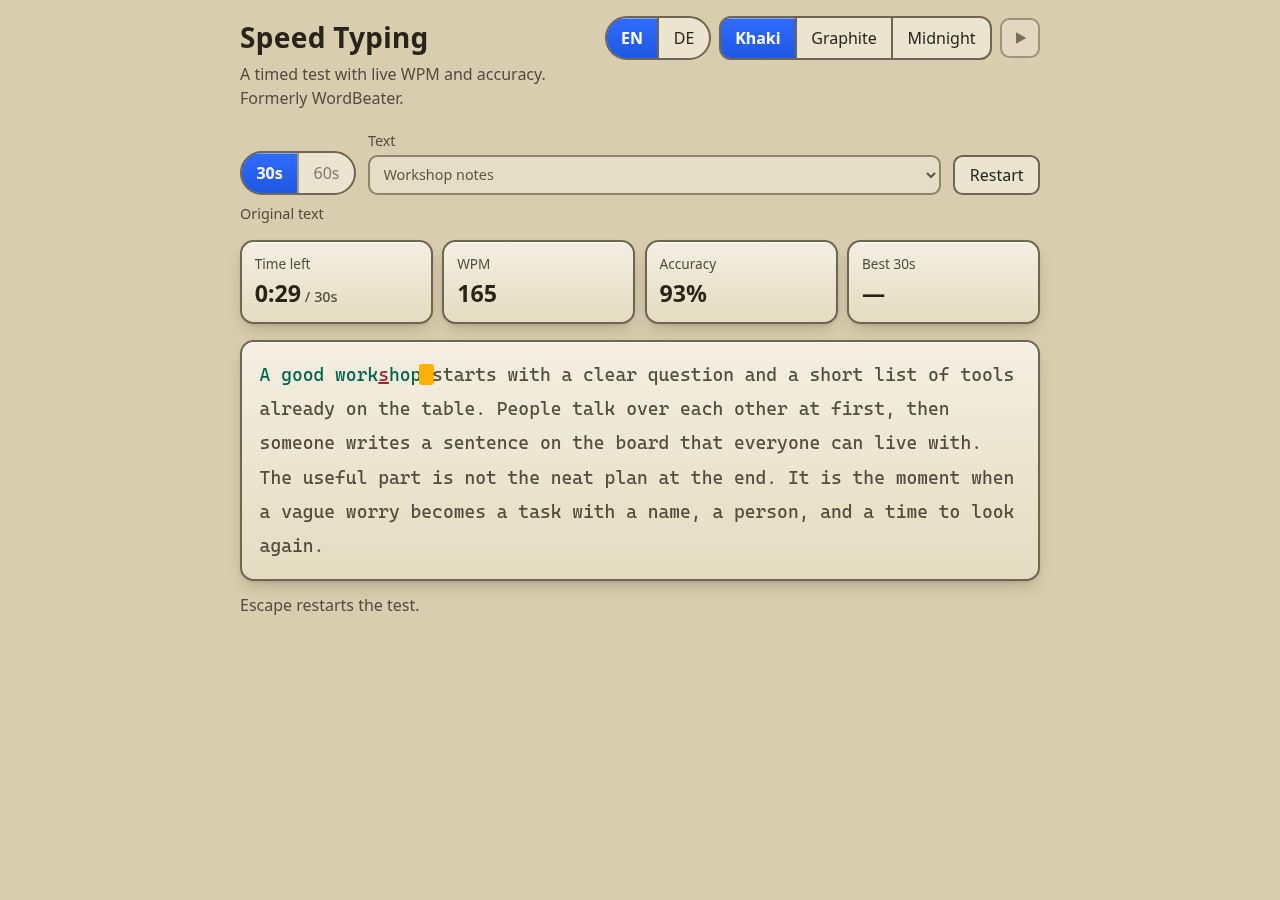 Speed Typing
EN DE Khaki Graphite Midnight
A timed test with live WPM and accuracy.
Formerly WordBeater.
Text
30s 60s Workshop notes Restart
Original text
Time left WPM Accuracy Best 30s
0:29 / 30s 165 93% —
A good workshop starts with a clear question and a short list of tools
already on the table. People talk over each other at first, then
someone writes a sentence on the board that everyone can live with.
The useful part is not the neat plan at the end. It is the moment when
a vague worry becomes a task with a name, a person, and a time to look
again.
Escape restarts the test.